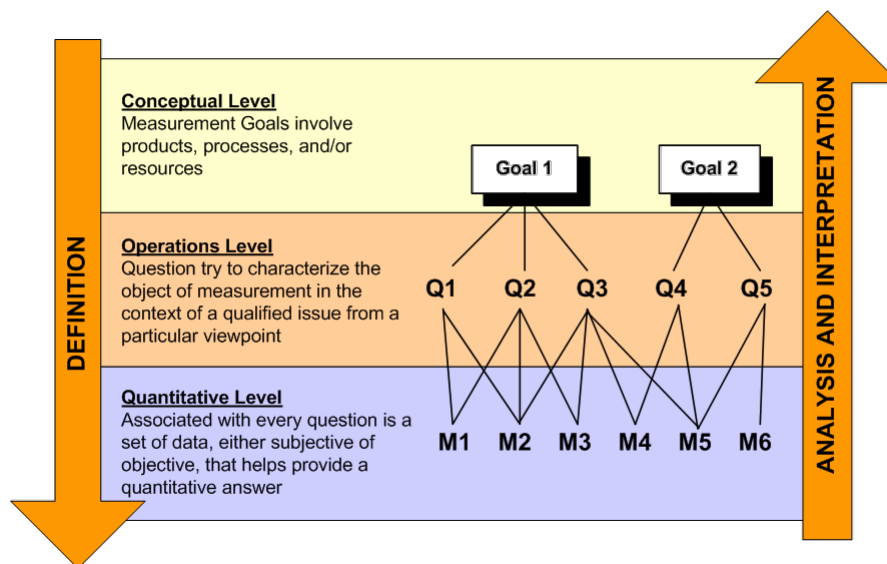 DEFINITION
Conceptual Level
Measurement Goals involve
products, processes, and/or
resources
Goal 1
Goal 2
Operations Level
Question try to characterize the
object of measurement in the
context of a qualified issue from a
particular viewpoint
Q1 Q2 Q3 Q4 Q5
Quantitative Level
Associated with every question is a
set of data, either subjective of
objective, that helps provide a
quantitative answer
M1 M2 M3 M4 M5 M6
ANALYSIS AND INTERPRETATION